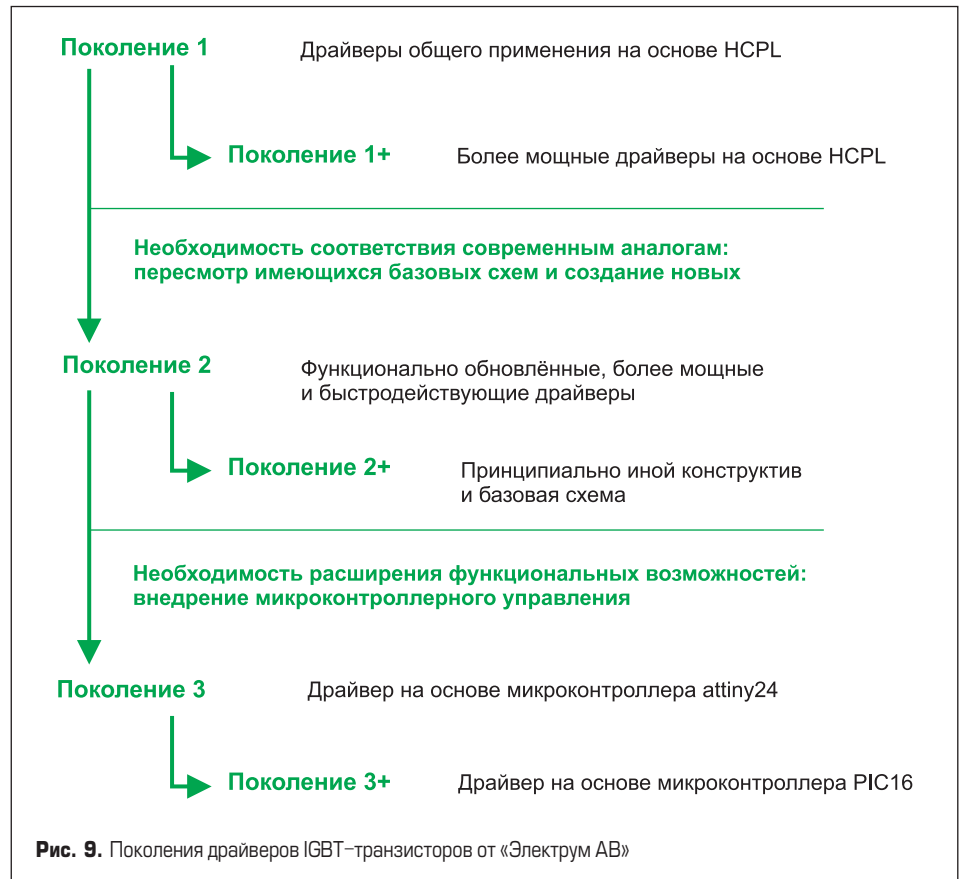 Поколение 1
Драйверы общего применения на основе HCPL
Поколение 1+
Более мощные драйверы на основе HCPL
Необходимость соответствия современным аналогам:
пересмотр имеющихся базовых схем и создание новых
Поколение 2
Функционально обновлённые, более мощные
и быстродействующие драйверы
Поколение 2+
Принципиально иной конструктив
и базовая схема
Необходимость расширения функциональных возможностей:
внедрение микроконтроллерного управления
Поколение 3
Драйвер на основе микроконтроллера attiny24
Поколение 3+
Драйвер на основе микроконтроллера PIC16
Рис. 9. Поколения драйверов IGBT-транзисторов от «Электрум АВ»